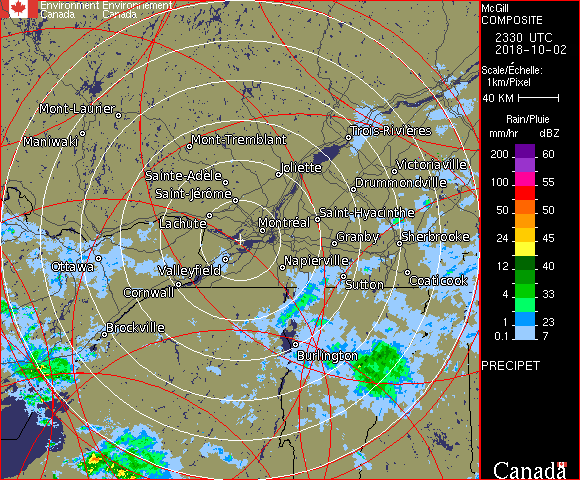 Environment Environnement
Canada Canada
McGill
COMPOSITE
2330 UTC
2018-10-02
Scale/Échelle:
1km/Pixel
40 KM
Rain/Pluie
mm/hr dBZ
200 60
100 55
50 50
24 45
12 40
4 33
1 23
0.1 7
PRECIPET
Canada
Mont-Laurier
Maniwaki
Mont-Tremblant
Trois-Rivières
Joliette
Victoriaville
Sainte-Adèle
Drummondville
Saint-Jérôme
Saint-Hyacinthe
Lachute
Montréal
Granby
Sherbrooke
Ottawa
Valleyfield
Napierville
Coaticook
Cornwall
Sutton
Brockville
Burlington